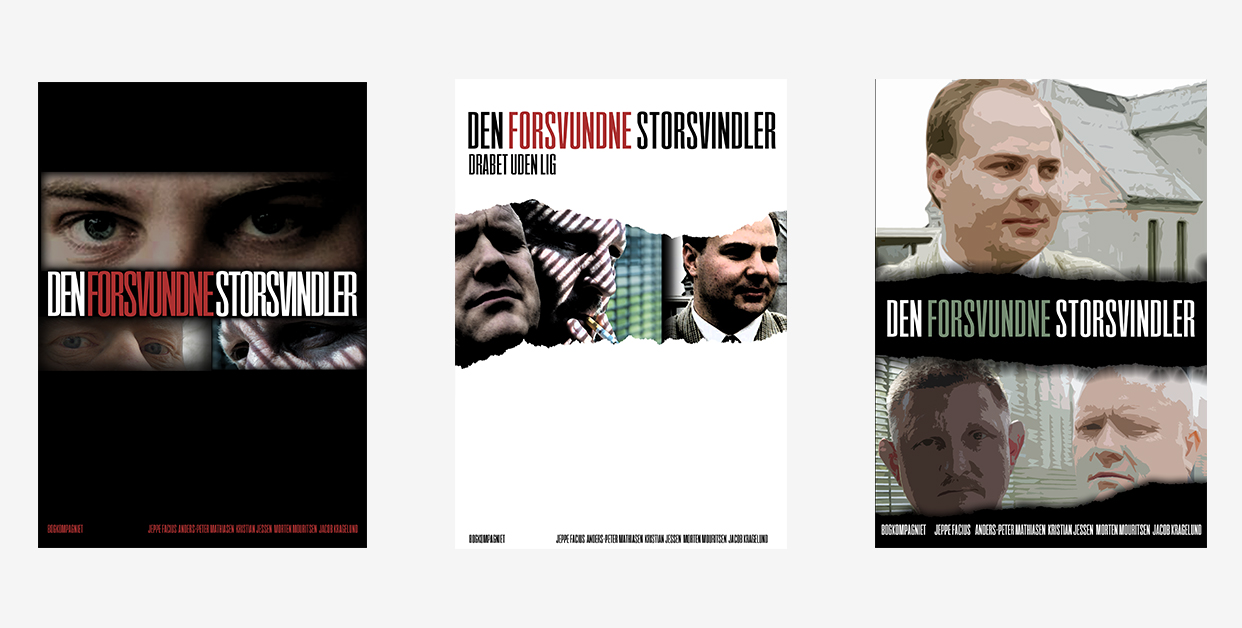 DEN FORSVUNDNE STORSVINDLER
BOGKOMPAGNIET JEPPE FACIUS ANDERS-PETER MATHIASEN KRISTIAN JESSEN MORTEN MOURITSEN JACOB KRAGELUND
DEN FORSVUNDNE STORSVINDLER
DRABET UDEN LIG
BOGKOMPAGNIET JEPPE FACIUS ANDERS-PETER MATHIASEN KRISTIAN JESSEN MORTEN MOURITSEN JACOB KRAGELUND
DEN FORSVUNDNE STORSVINDLER
BOGKOMPAGNIET JEPPE FACIUS ANDERS-PETER MATHIASEN KRISTIAN JESSEN MORTEN MOURITSEN JACOB KRAGELUND